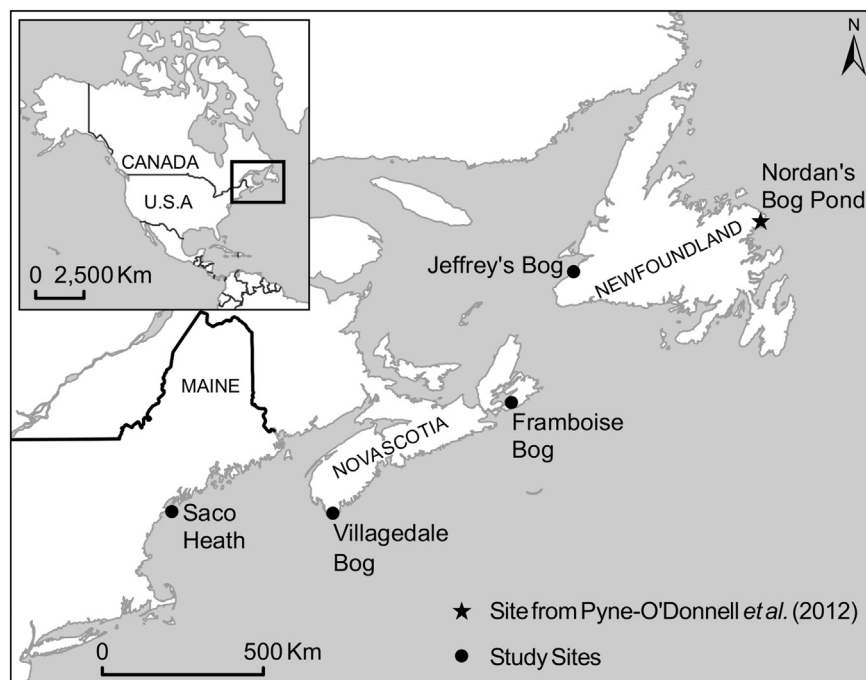 N
CANADA
U.S.A
0 2,500 Km
Nordan's
Bog Pond
Jeffrey's Bog
NEWFOUNDLAND
MAINE
Framboise
Bog
NOVASCOTIA
Saco
Heath
Villagedale
Bog
Site from Pyne-O'Donnell et al. (2012)
0 500 Km
Study Sites